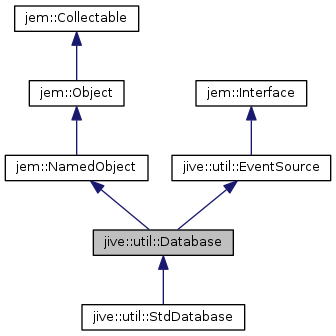 jem::Collectable
jem::Object
jem::Interface
jem::NamedObject
jive::util::EventSource
jive::util::Database
jive::util::StdDatabase